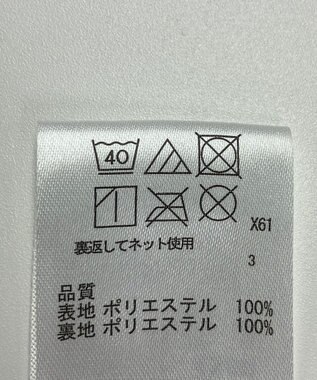 40
X61
裏返してネット使用
3
品質
表地 ポリエステル 100%
裏地 ポリエステル 100%